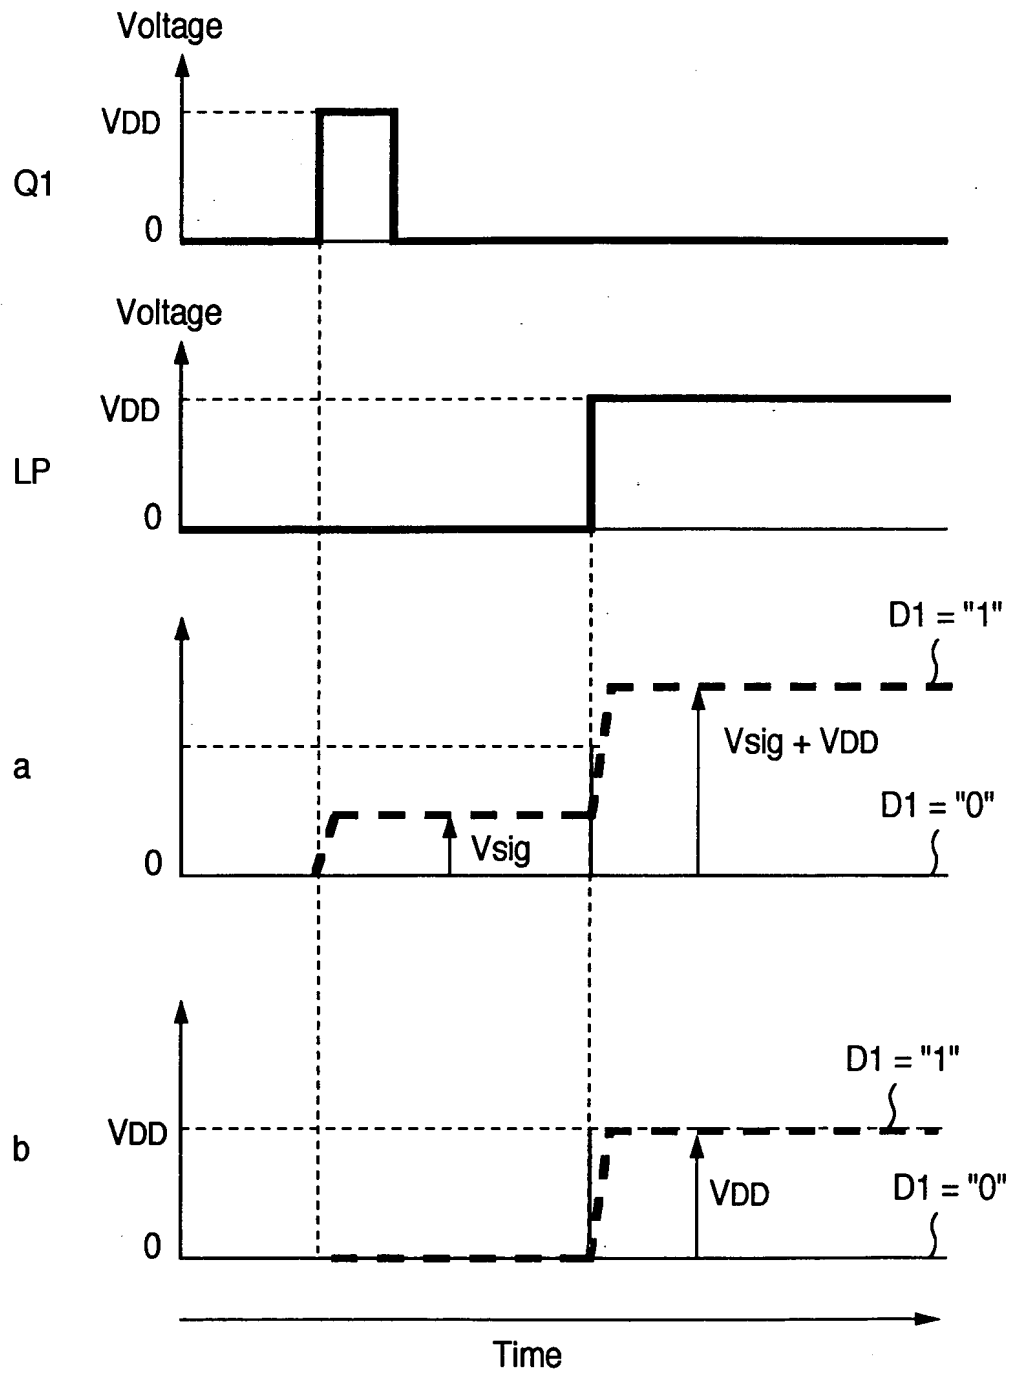 Voltage
VDD
Q1
0
Voltage
VDD
LP
0
D1 = "1"
Vsig + VDD
a
D1 = "0"
Vsig
0
D1 = "1"
VDD
b
VDD
D1 = "0"
0
Time